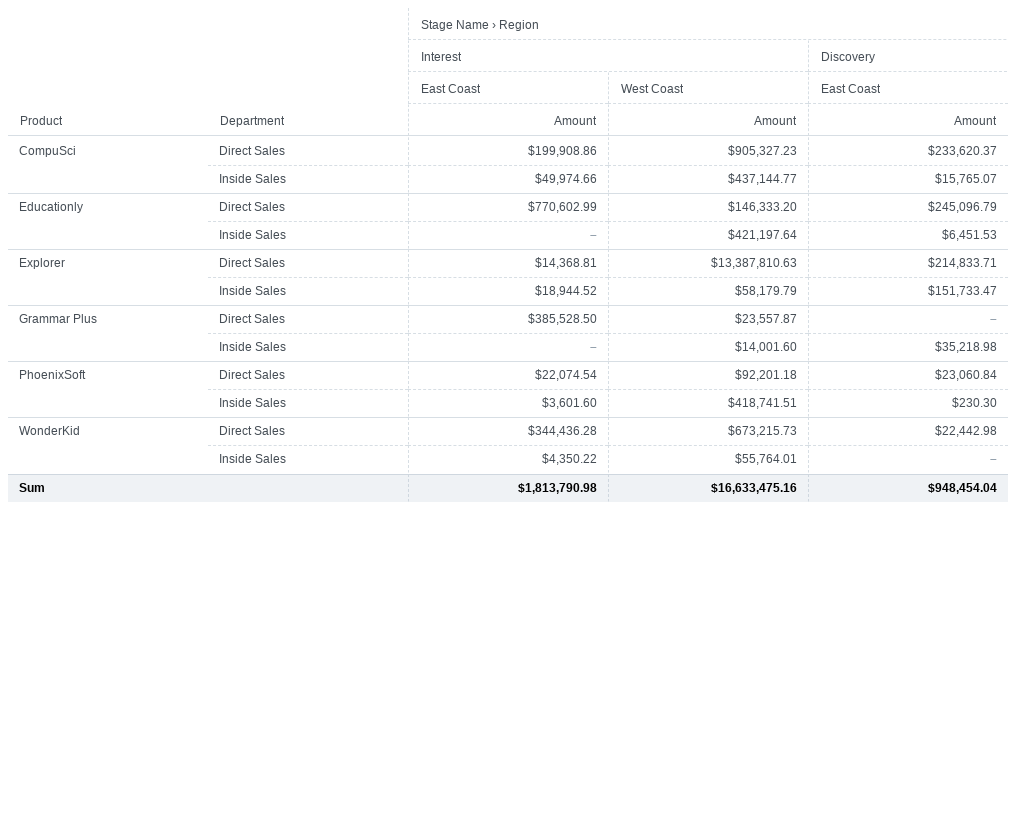 Stage Name › Region
Interest Discovery
East Coast West Coast East Coast
Product Department Amount Amount Amount
CompuSci Direct Sales $199,908.86 $905,327.23 $233,620.37
Inside Sales $49,974.66 $437,144.77 $15,765.07
Educationly Direct Sales $770,602.99 $146,333.20 $245,096.79
Inside Sales – $421,197.64 $6,451.53
Explorer Direct Sales $14,368.81 $13,387,810.63 $214,833.71
Inside Sales $18,944.52 $58,179.79 $151,733.47
Grammar Plus Direct Sales $385,528.50 $23,557.87 –
Inside Sales – $14,001.60 $35,218.98
PhoenixSoft Direct Sales $22,074.54 $92,201.18 $23,060.84
Inside Sales $3,601.60 $418,741.51 $230.30
WonderKid Direct Sales $344,436.28 $673,215.73 $22,442.98
Inside Sales $4,350.22 $55,764.01 –
Sum $1,813,790.98 $16,633,475.16 $948,454.04